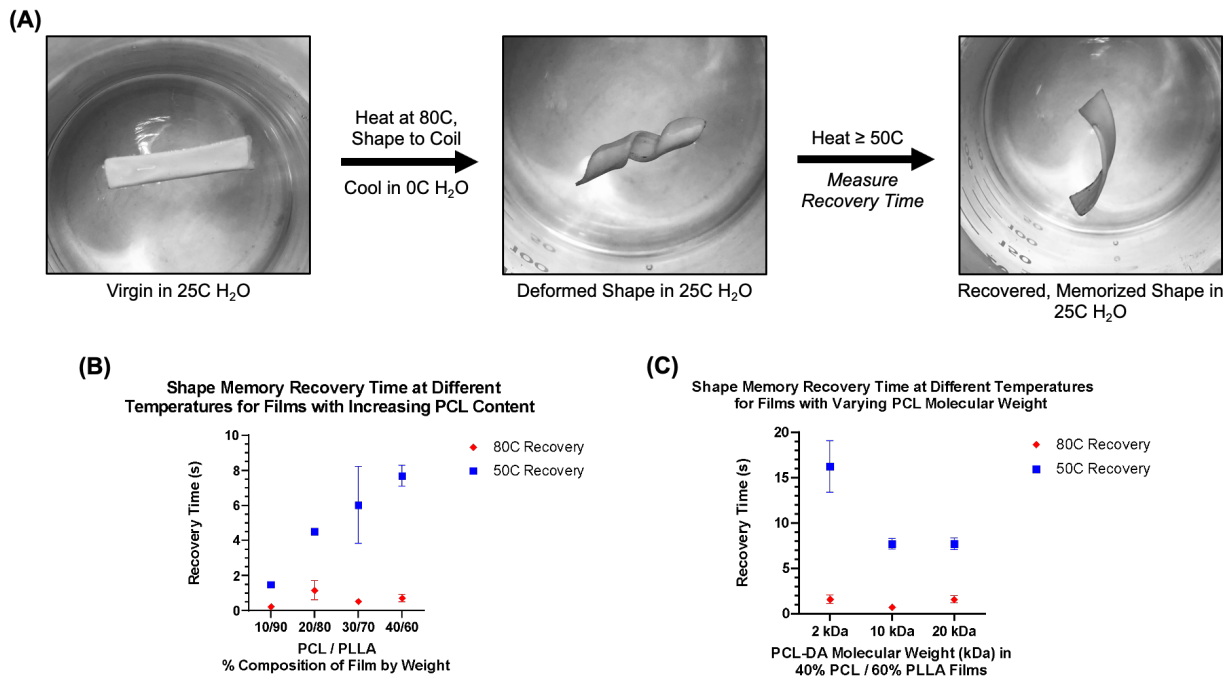 (A)
Heat at 80C,
Shape to Coil
Cool in 0C H₂O
Heat ≥ 50C
Measure
Recovery Time
Virgin in 25C H₂O
Deformed Shape in 25C H₂O
Recovered, Memorized Shape in
25C H₂O
(B)
Shape Memory Recovery Time at Different
Temperatures for Films with Increasing PCL Content
Recovery Time (s)
10
8
6
4
2
0
10/90 20/80 30/70 40/60
PCL / PLLA
% Composition of Film by Weight
80C Recovery
50C Recovery
(C)
Shape Memory Recovery Time at Different Temperatures
for Films with Varying PCL Molecular Weight
Recovery Time (s)
20
15
10
5
0
2 kDa 10 kDa 20 kDa
PCL-DA Molecular Weight (kDa) in
40% PCL / 60% PLLA Films
80C Recovery
50C Recovery